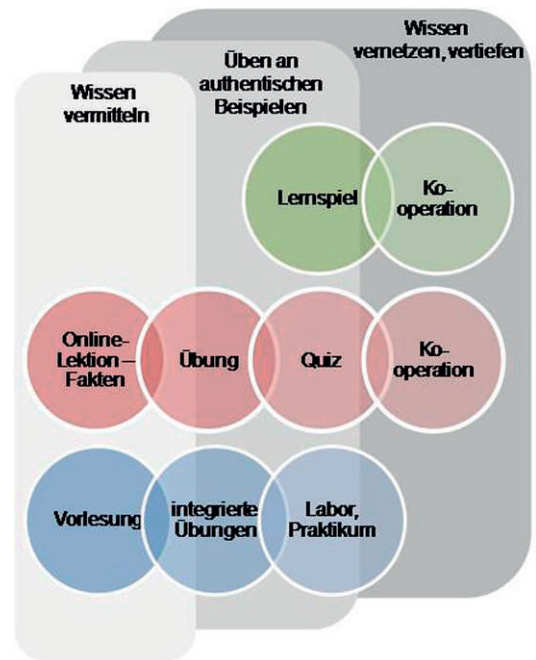 Wissen
vermitteln
Üben an
authentischen
Beispielen
Wissen
vernetzen, vertiefen
Lernspiel
Ko-
operation
Online-
Lektion –
Fakten
Übung
Quiz
Ko-
operation
Vorlesung
integrierte
Übungen
Labor,
Praktikum